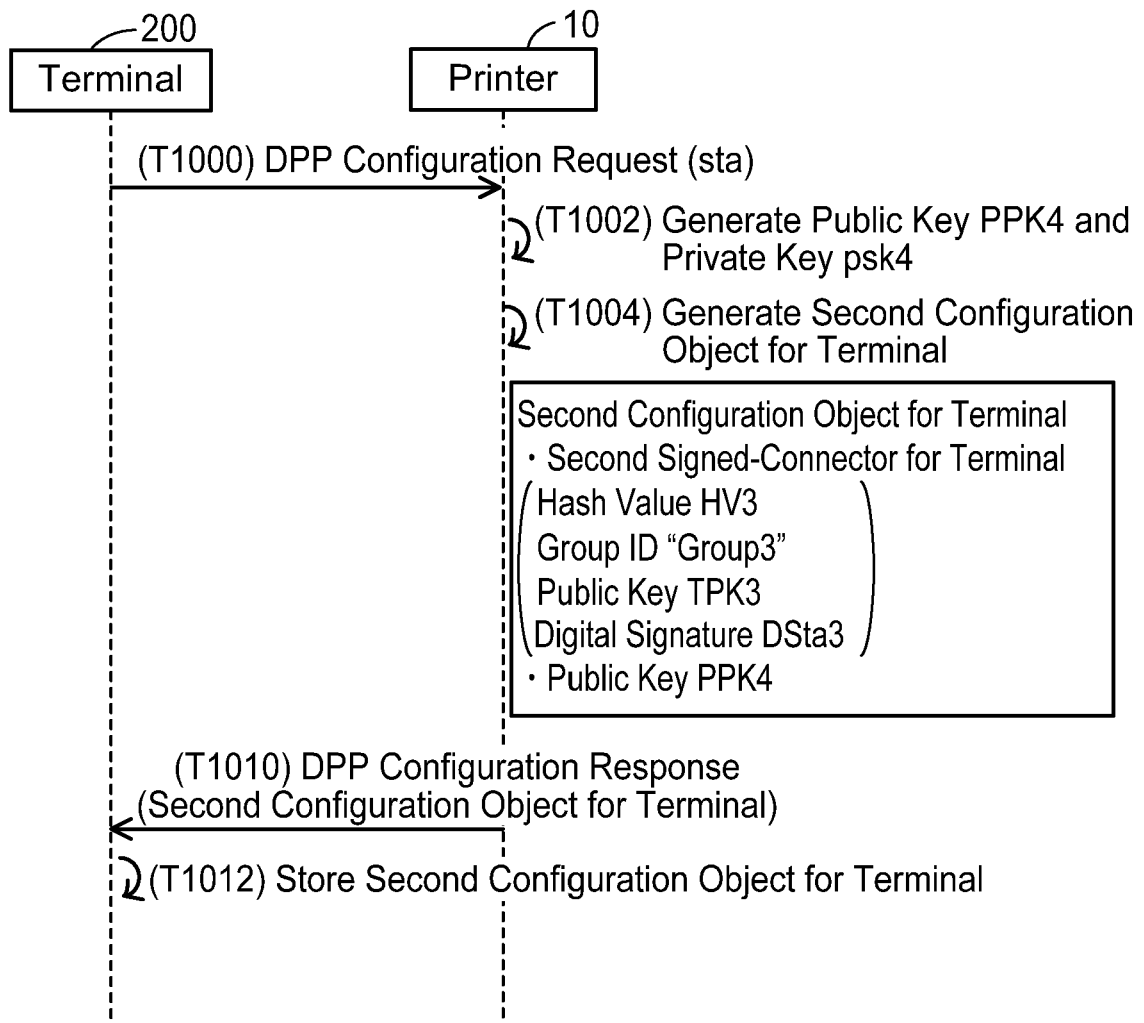 200
10
Terminal
Printer
(T1000) DPP Configuration Request (sta)
(T1002) Generate Public Key PPK4 and
Private Key psk4
(T1004) Generate Second Configuration
Object for Terminal
Second Configuration Object for Terminal
・Second Signed-Connector for Terminal
Hash Value HV3
Group ID “Group3”
Public Key TPK3
Digital Signature DSta3
・Public Key PPK4
(T1010) DPP Configuration Response
(Second Configuration Object for Terminal)
(T1012) Store Second Configuration Object for Terminal